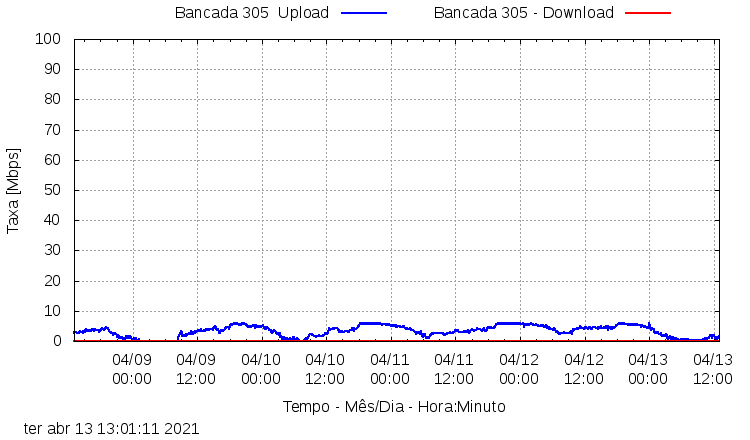 Bancada 305  Upload
Bancada 305 - Download
Taxa [Mbps]
100
90
80
70
60
50
40
30
20
10
0
04/09 04/09 04/10 04/10 04/11 04/11 04/12 04/12 04/13 04/13
00:00 12:00 00:00 12:00 00:00 12:00 00:00 12:00 00:00 12:00
Tempo - Mês/Dia - Hora:Minuto
ter abr 13 13:01:11 2021